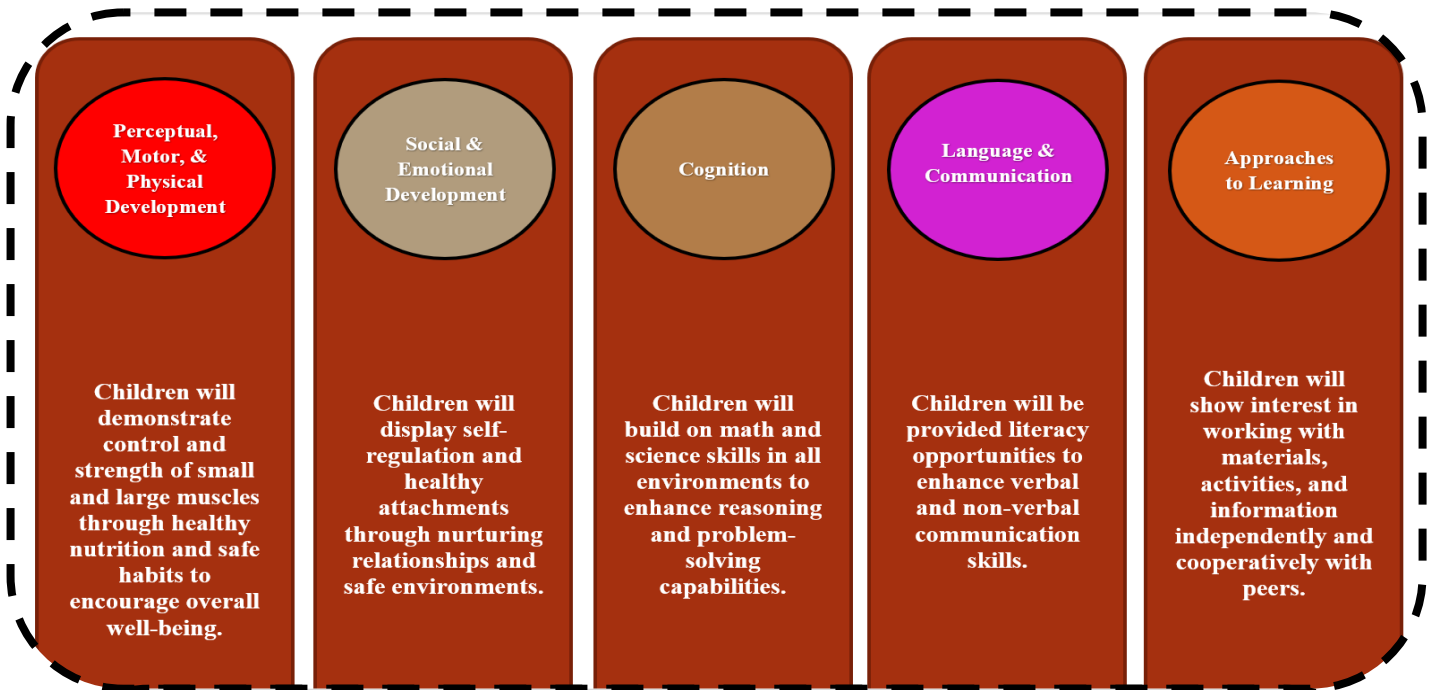 Perceptual,
Motor, &
Physical
Development
Children will
demonstrate
control and
strength of small
and large muscles
through healthy
nutrition and safe
habits to
encourage overall
well-being.
Social &
Emotional
Development
Children will
display self-
regulation and
healthy
attachments
through nurturing
relationships and
safe environments.
Cognition
Children will
build on math and
science skills in all
environments to
enhance reasoning
and problem-
solving
capabilities.
Language &
Communication
Children will be
provided literacy
opportunities to
enhance verbal
and non-verbal
communication
skills.
Approaches
to Learning
Children will
show interest in
working with
materials,
activities, and
information
independently and
cooperatively with
peers.